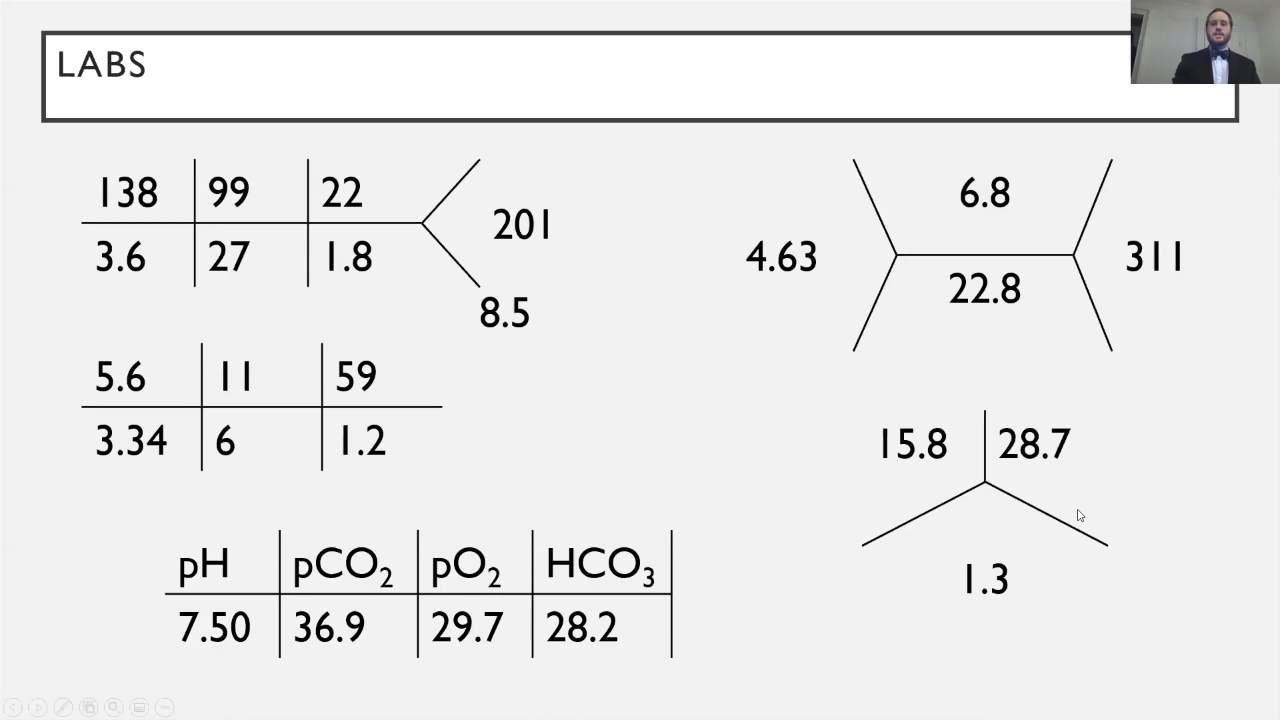 LABS
138 99 22
201
3.6 27 1.8
8.5
5.6 11 59
3.34 6 1.2
pH pCO₂ pO₂ HCO₃
7.50 36.9 29.7 28.2
6.8
4.63 311
22.8
15.8 28.7
1.3